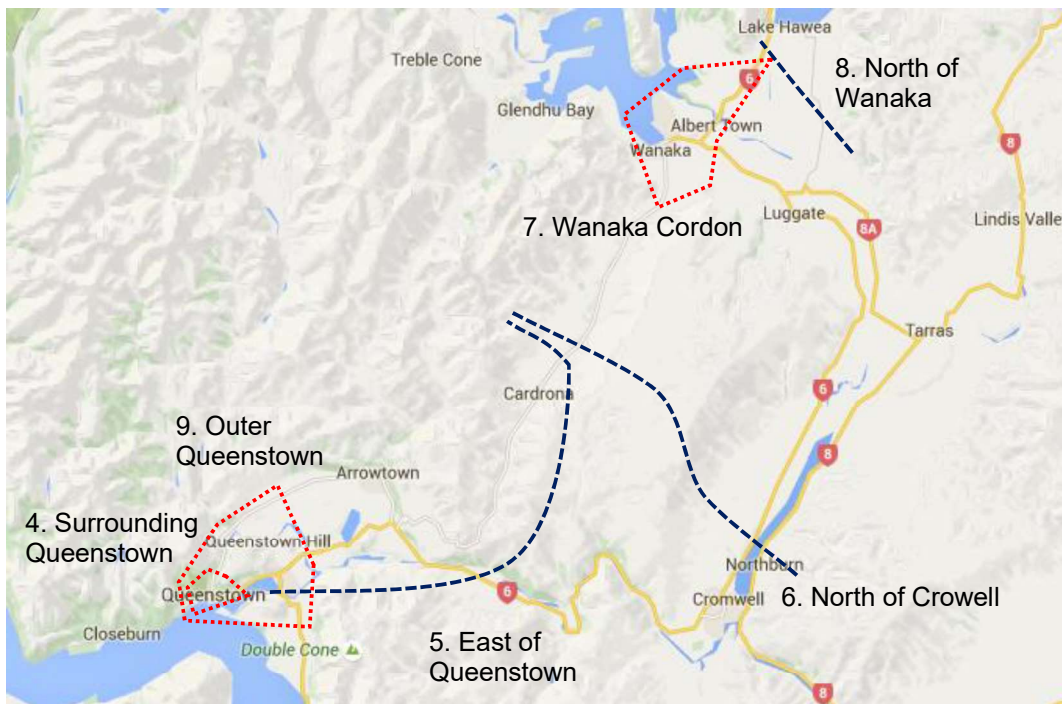 Lake Hawea
Treble Cone
6
8. North of
Wanaka
Glendhu Bay
Albert Town
Wanaka
8
Luggate
Lindis Valle
7. Wanaka Cordon
8A
Tarras
Cardrona
6
9. Outer
Queenstown
Arrowtown
8
4. Surrounding
Queenstown
Queenstown Hill
Northburn
Queenstown
6
Cromwell
6. North of Crowell
Closeburn
Double Cone
5. East of
Queenstown
8